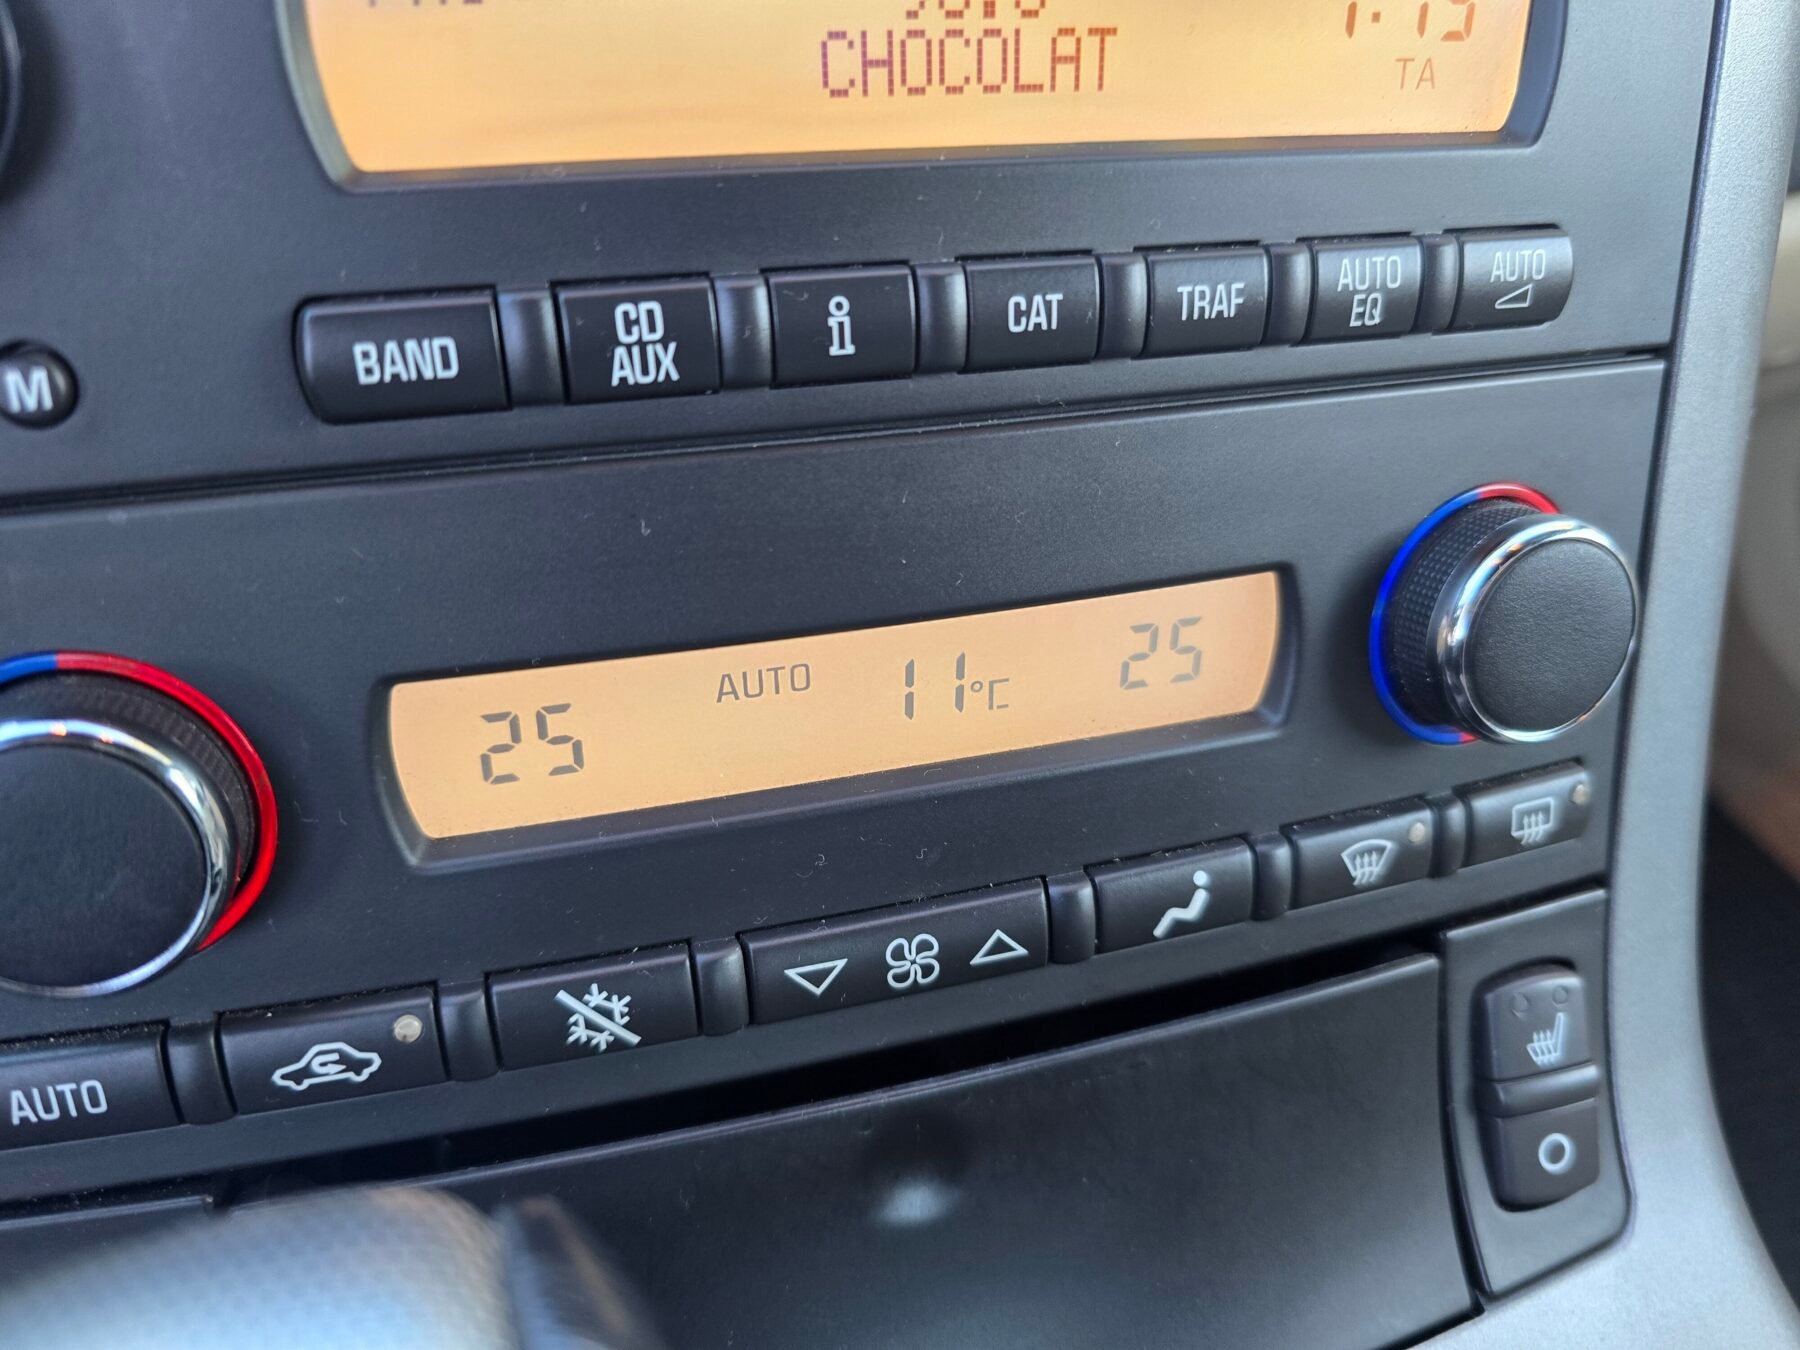 CHOCOLAT
TA
BAND
CD
AUX
i
CAT
TRAF
AUTO
EQ
AUTO
M
25
AUTO
11°C
25
AUTO